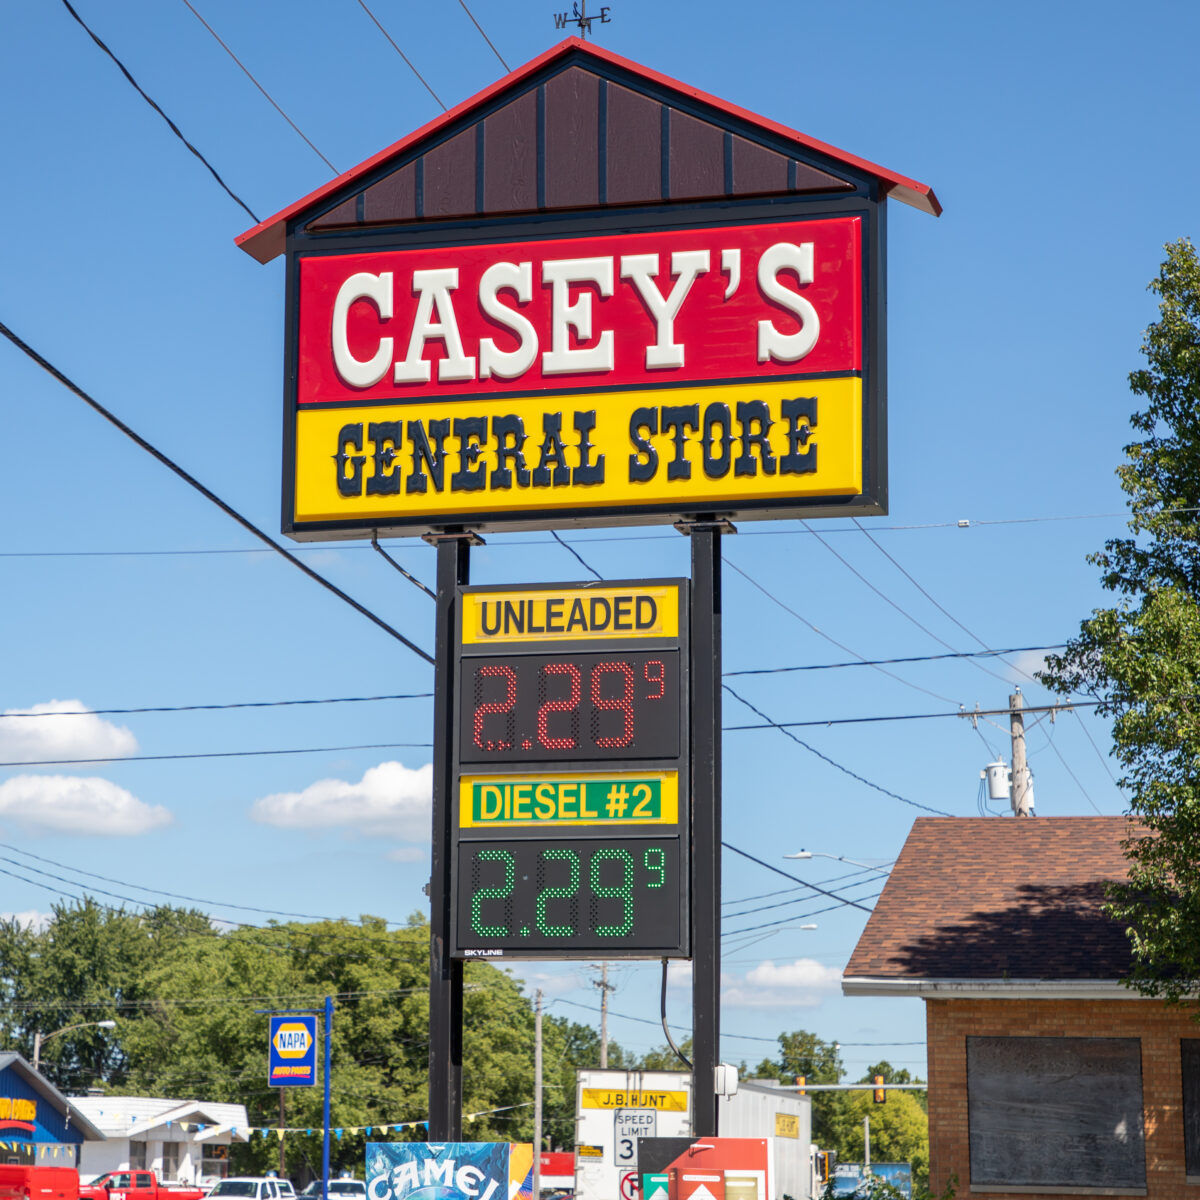 W E
CASEY'S
GENERAL STORE
UNLEADED
2.29 9
DIESEL #2
2.29 9
SKYLINE
NAPA
AUTO PARTS
J.B. HUNT
SPEED
LIMIT
3
CAMEL